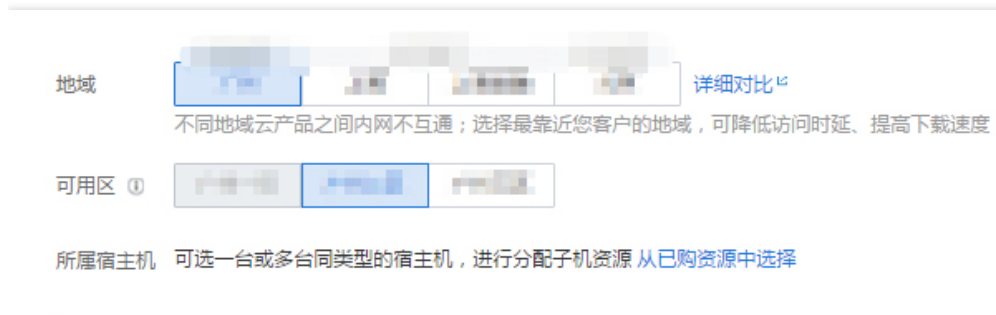 地域
详细对比
不同地域云产品之间内网不互通；选择最靠近您客户的地域，可降低访问时延、提高下载速度
可用区
所属宿主机 可选一台或多台同类型的宿主机，进行分配子机资源 从已购资源中选择